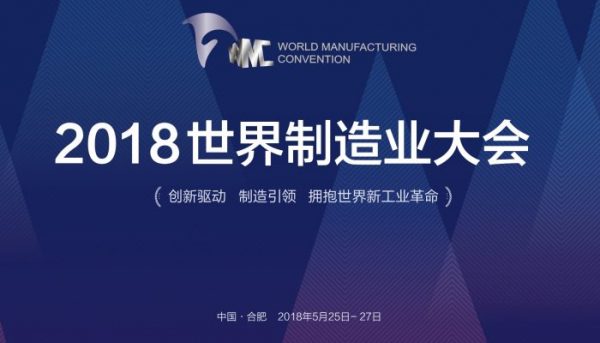 WMC
WORLD MANUFACTURING
CONVENTION
2018世界制造业大会
创新驱动 制造引领 拥抱世界新工业革命
中国·合肥 2018年5月25日-27日